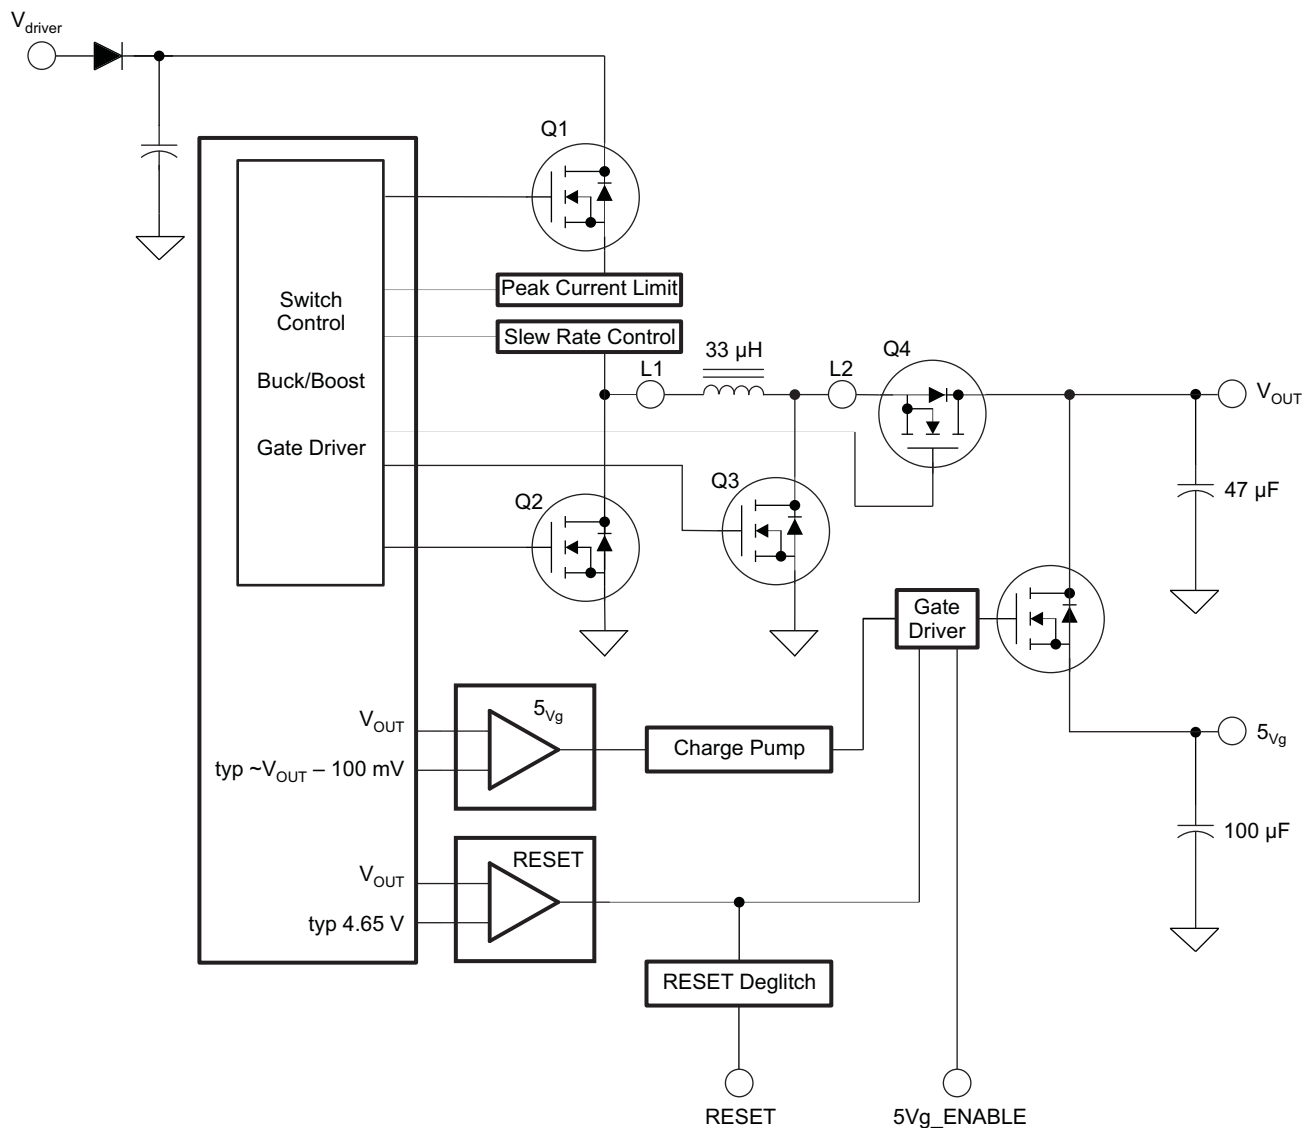 Vdriver
Q1
Peak Current Limit
Switch
Control
Slew Rate Control
33 µH
Q4
L1
L2
Buck/Boost
VOUT
Gate Driver
Q2
Q3
47 µF
Gate
Driver
5Vg
VOUT
typ ~VOUT – 100 mV
Charge Pump
5Vg
100 µF
RESET
VOUT
typ 4.65 V
RESET Deglitch
RESET
5Vg_ENABLE